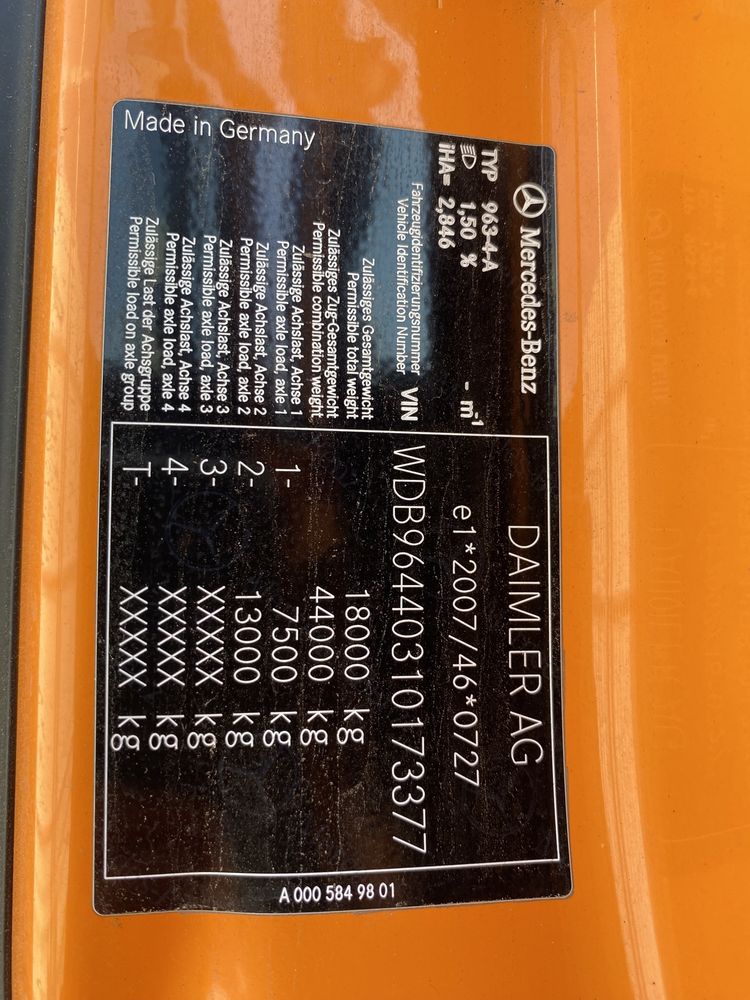 Mercedes-Benz
DAIMLER AG
TYP 963-4-A
1,50 % - m⁻¹ e1*2007/46*0727
iHA= 2,846
Fahrzeugidentifizierungsnummer
Vehicle Identification Number VIN WDB96440310173377
Zulässiges Gesamtgewicht
Permissible total weight 18000 kg
Zulässiges Zug-Gesamtgewicht
Permissible combination weight 44000 kg
Zulässige Achslast, Achse 1
Permissible axle load, axle 1 1- 7500 kg
Zulässige Achslast, Achse 2
Permissible axle load, axle 2 2- 13000 kg
Zulässige Achslast, Achse 3
Permissible axle load, axle 3 3- XXXXX kg
Zulässige Achslast, Achse 4
Permissible axle load, axle 4 4- XXXXX kg
Zulässige Last der Achsgruppe
Permissible load on axle group T- XXXXX kg
Made in Germany
A 000 584 98 01